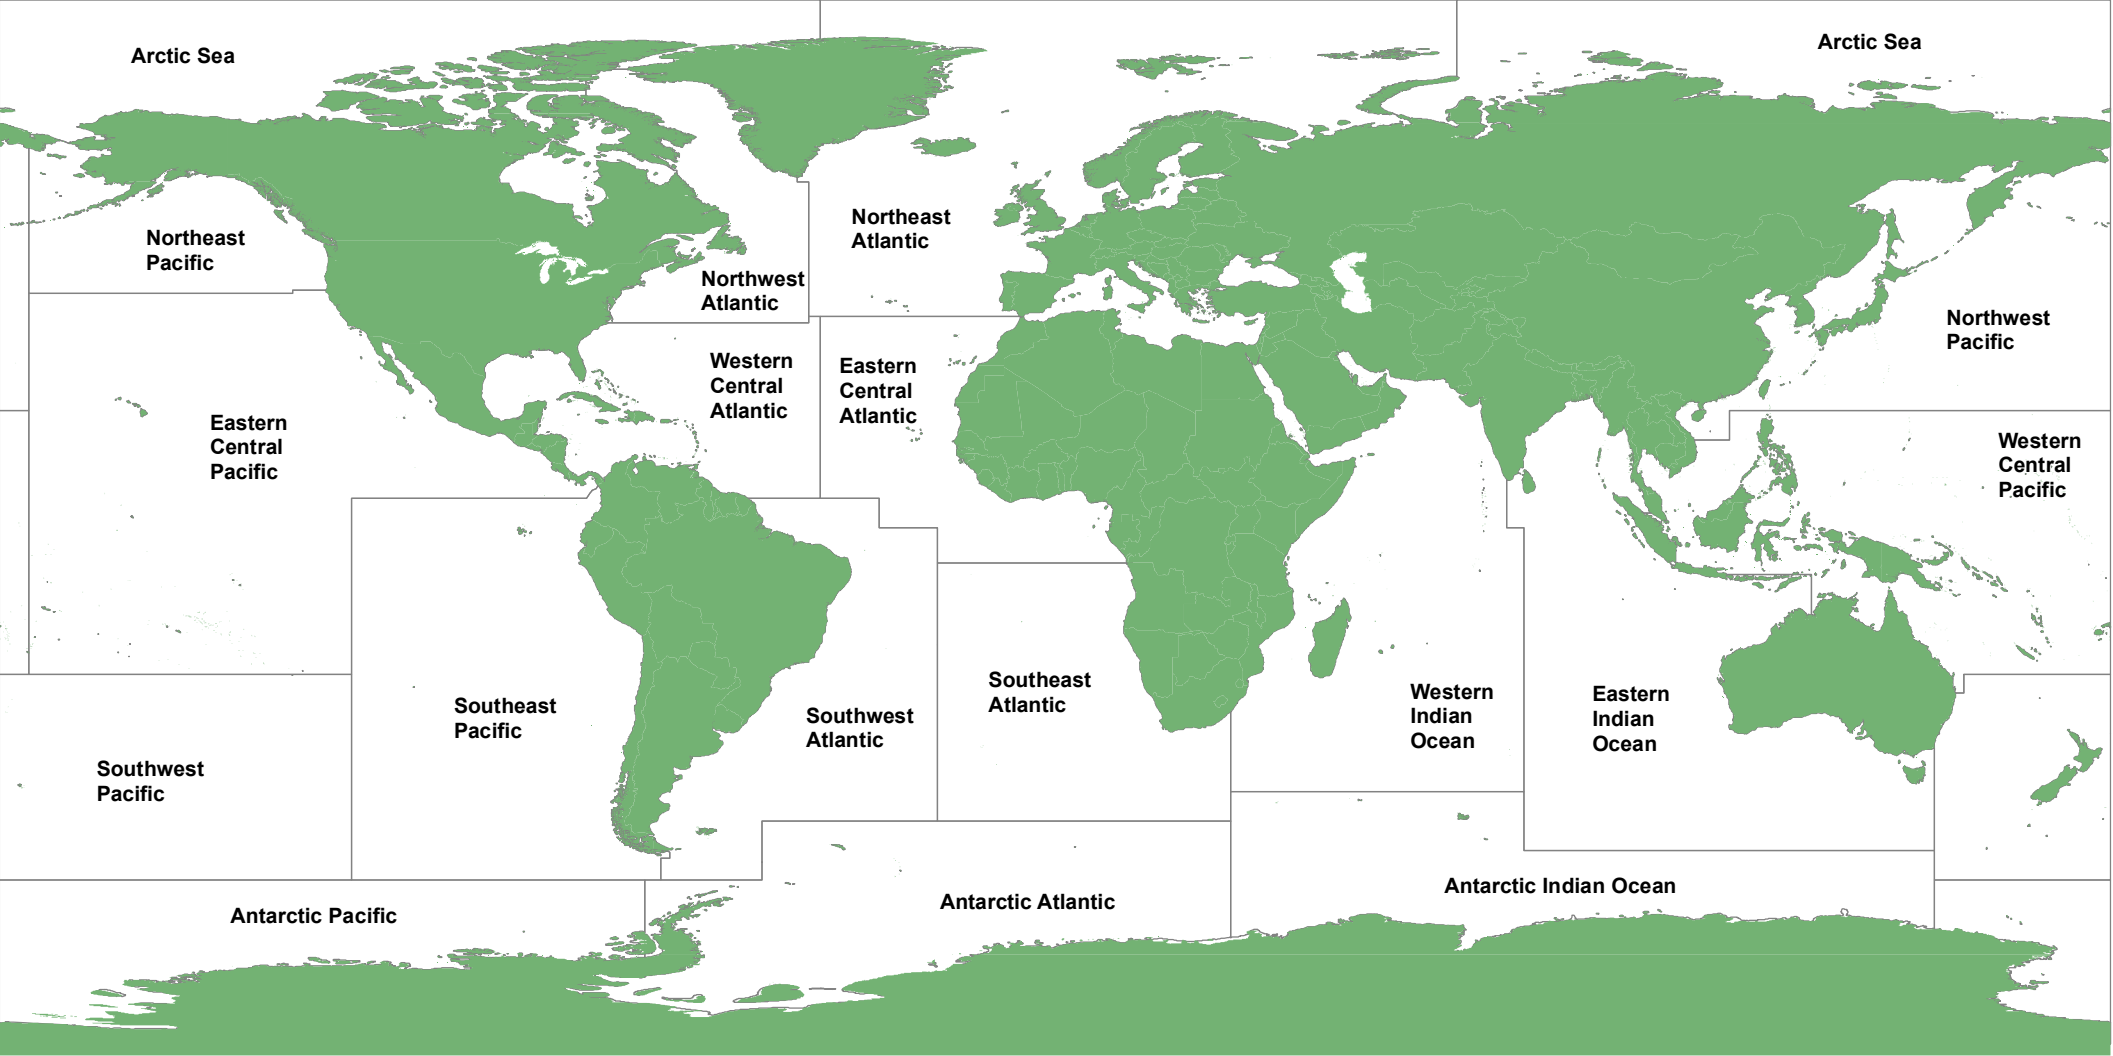 Arctic Sea
Arctic Sea
Northeast
Pacific
Northeast
Atlantic
Northwest
Atlantic
Northwest
Pacific
Eastern
Central
Pacific
Western
Central
Atlantic
Eastern
Central
Atlantic
Western
Central
Pacific
Southeast
Pacific
Southwest
Atlantic
Southeast
Atlantic
Western
Indian
Ocean
Eastern
Indian
Ocean
Southwest
Pacific
Antarctic Pacific
Antarctic Atlantic
Antarctic Indian Ocean